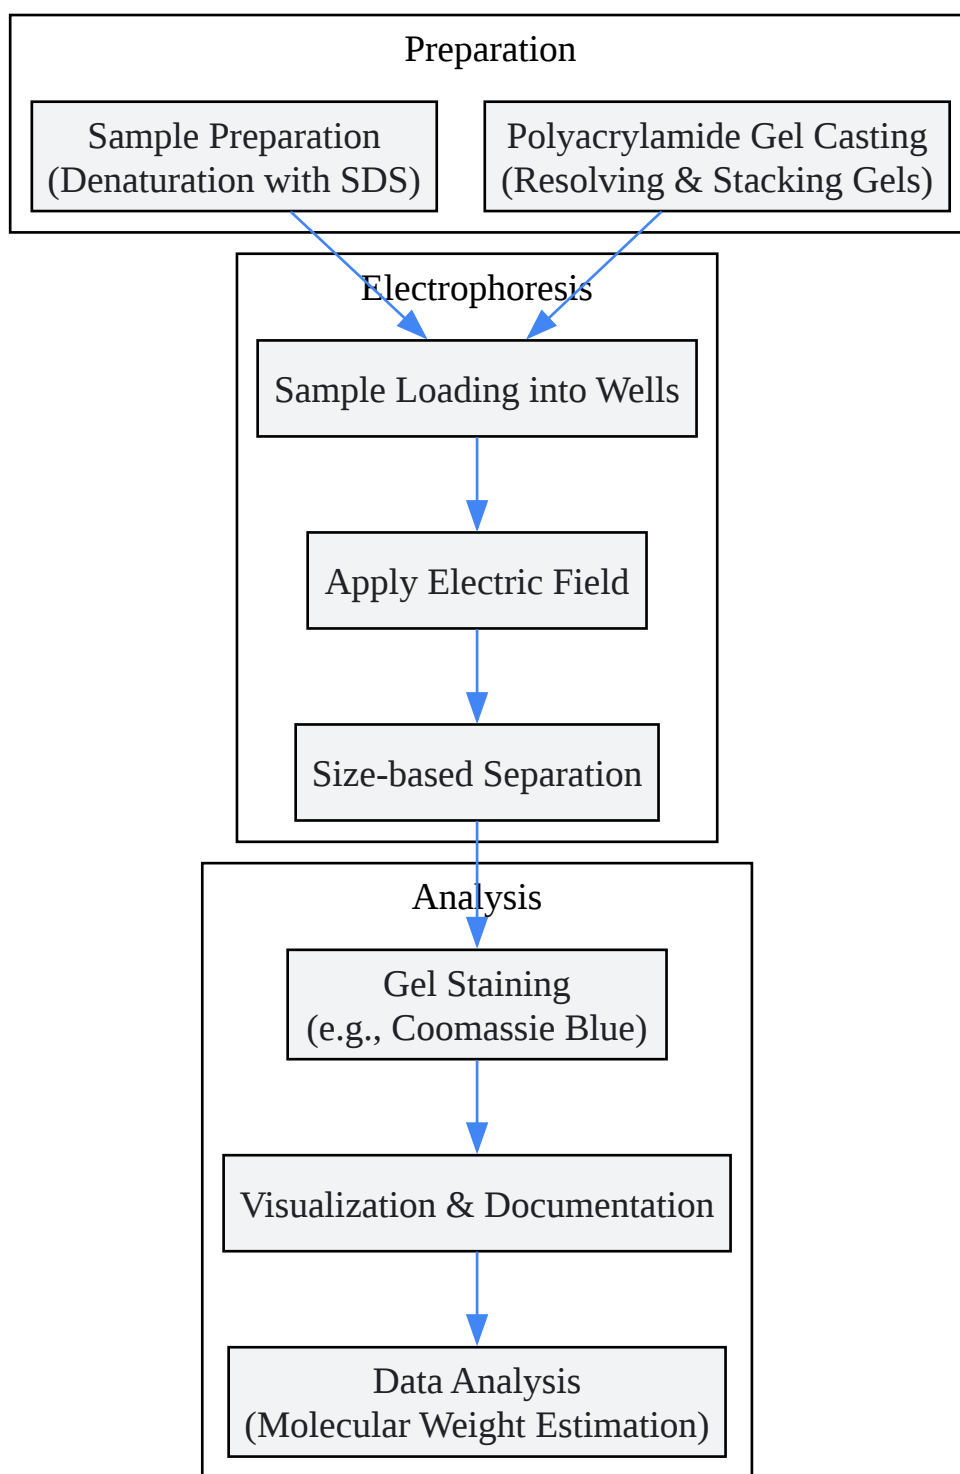 Preparation
Sample Preparation
(Denaturation with SDS)
Polyacrylamide Gel Casting
(Resolving & Stacking Gels)
Electrophoresis
Sample Loading into Wells
Apply Electric Field
Size-based Separation
Analysis
Gel Staining
(e.g., Coomassie Blue)
Visualization & Documentation
Data Analysis
(Molecular Weight Estimation)